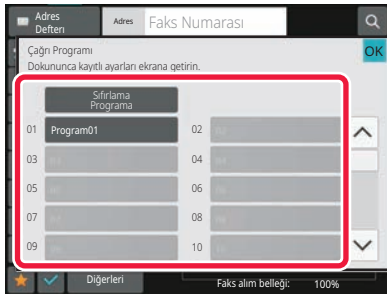 Adres
Defteri
Adres
Faks Numarası
Çağrı Programı
OK
Dokununca kayıtlı ayarları ekrana getirin.
Sıfırlama
Programa
01 Program01
02
03
04
05
06
07
08
09
10
Diğerleri
Faks alım belleği: 100%